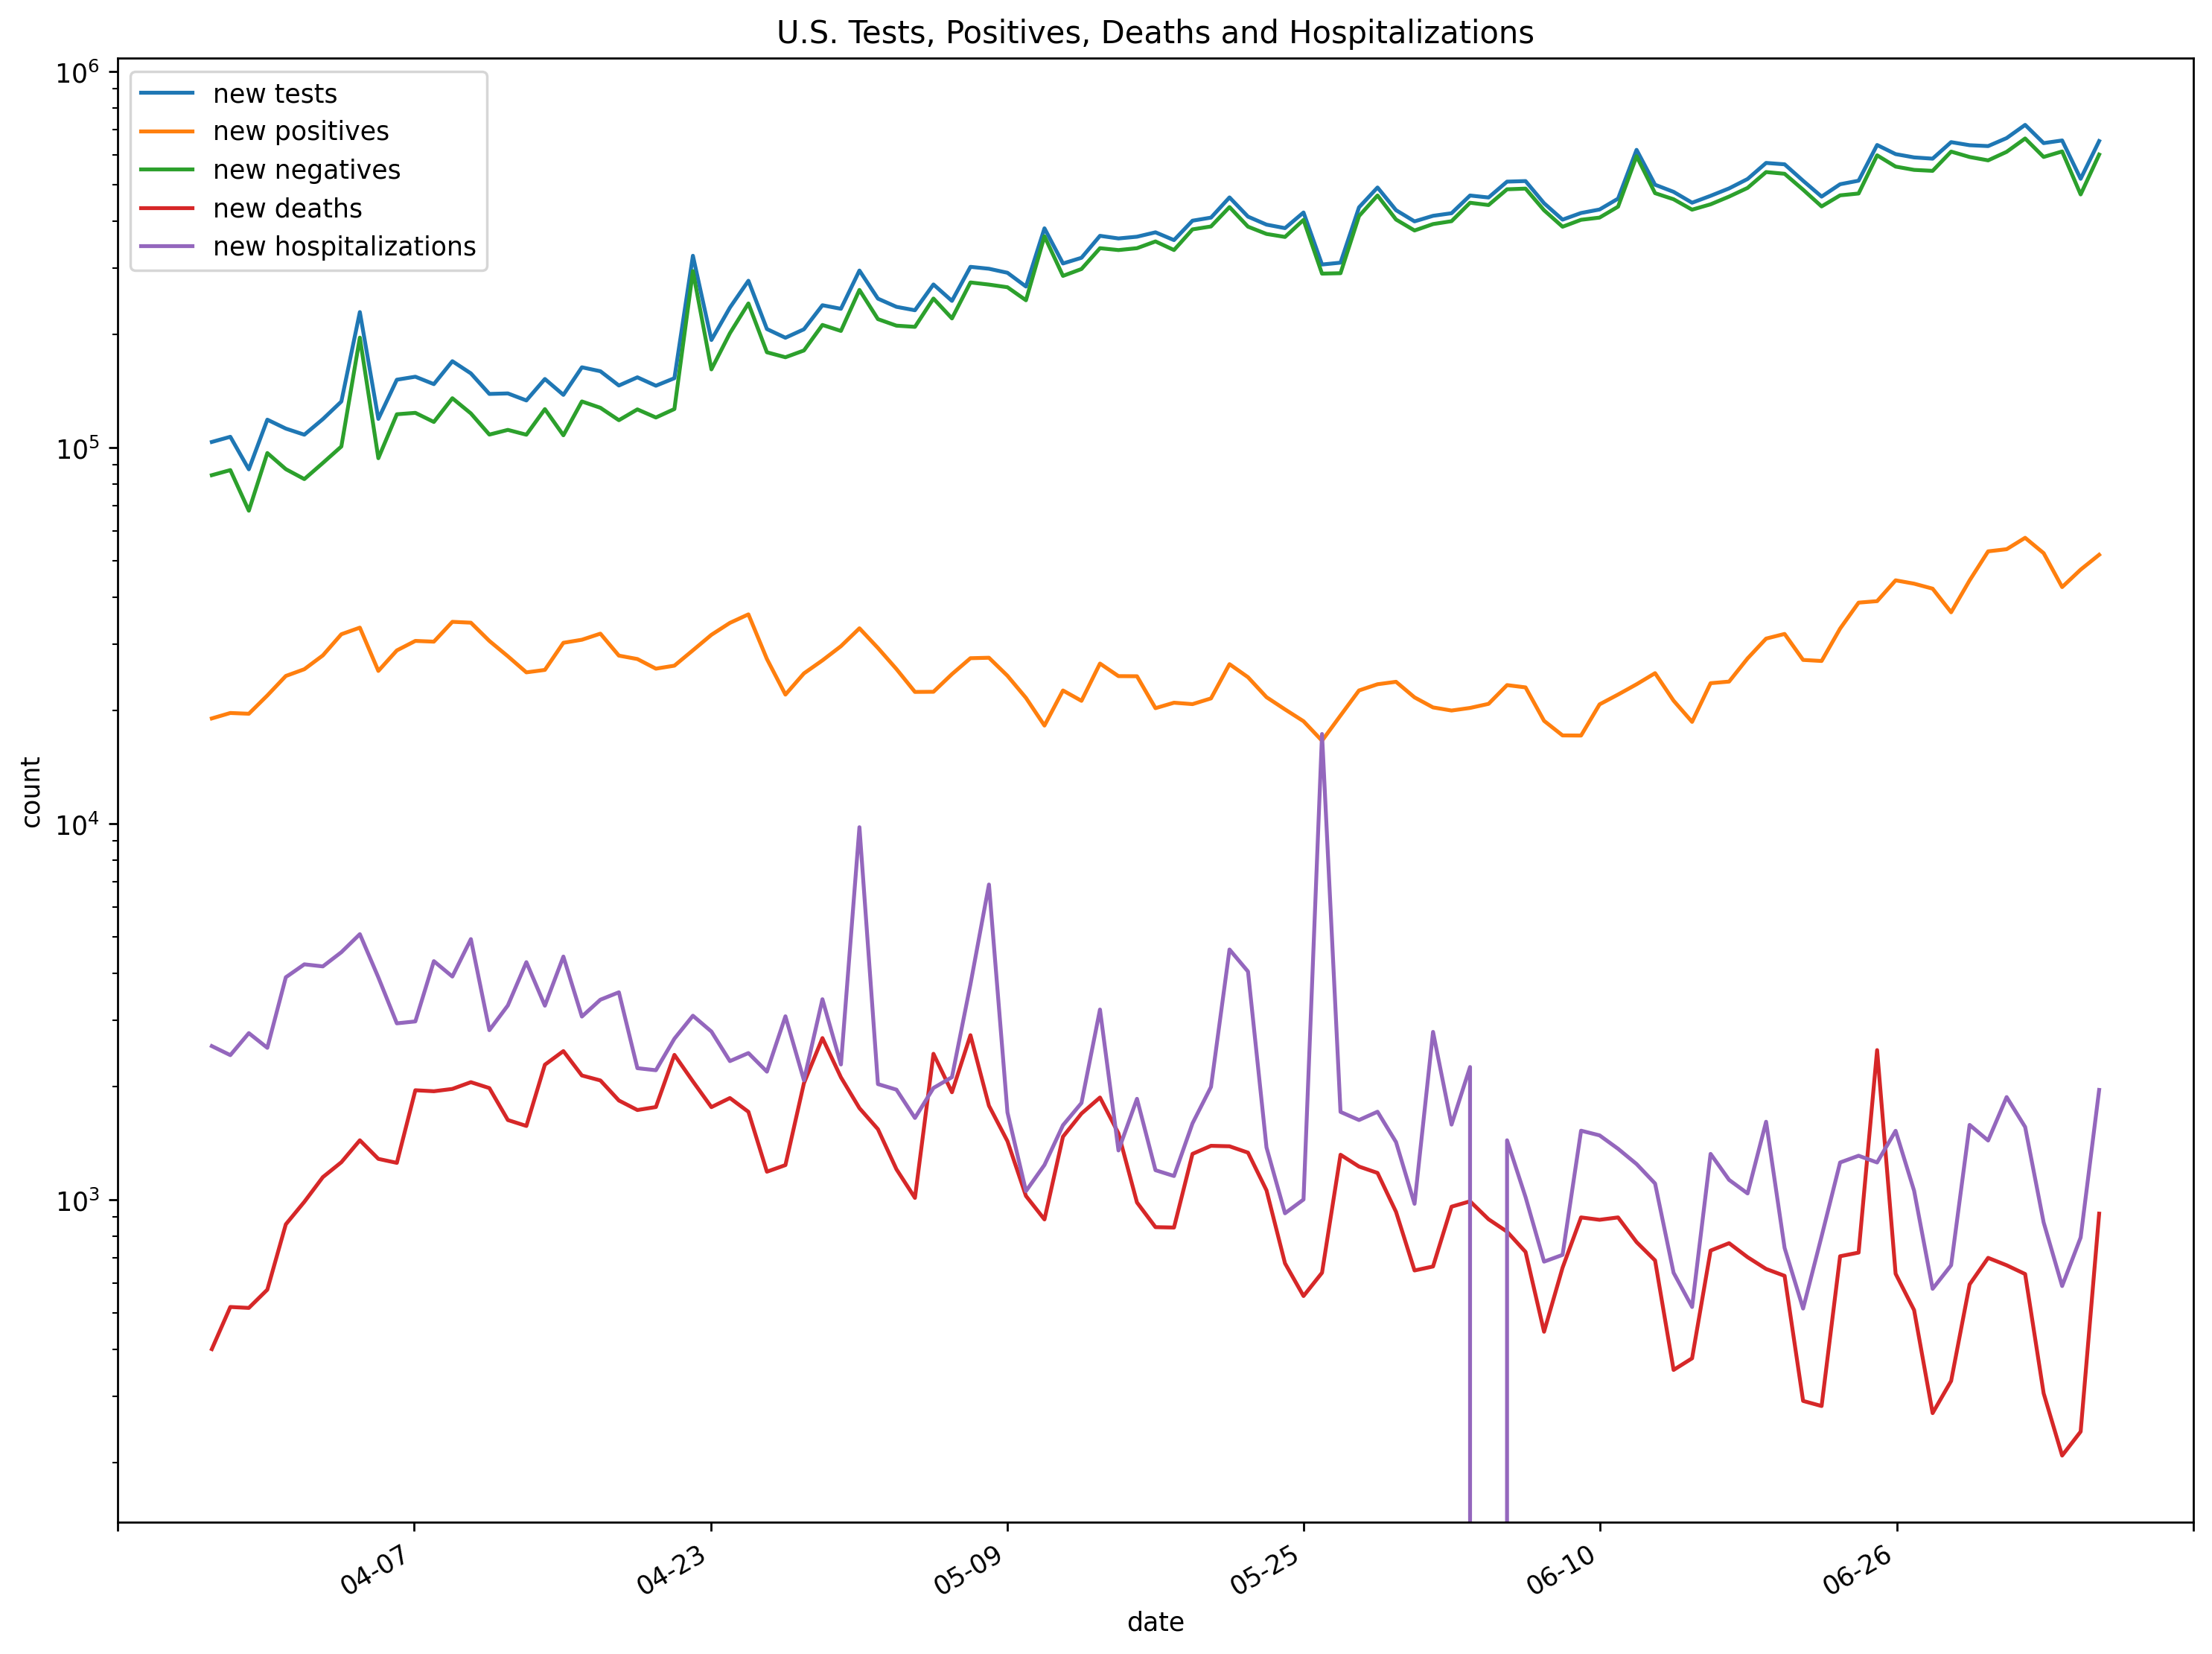 U.S. Tests, Positives, Deaths and Hospitalizations
10^6
10^5
10^4
10^3
count
new tests
new positives
new negatives
new deaths
new hospitalizations
04-07
04-23
05-09
05-25
06-10
06-26
date